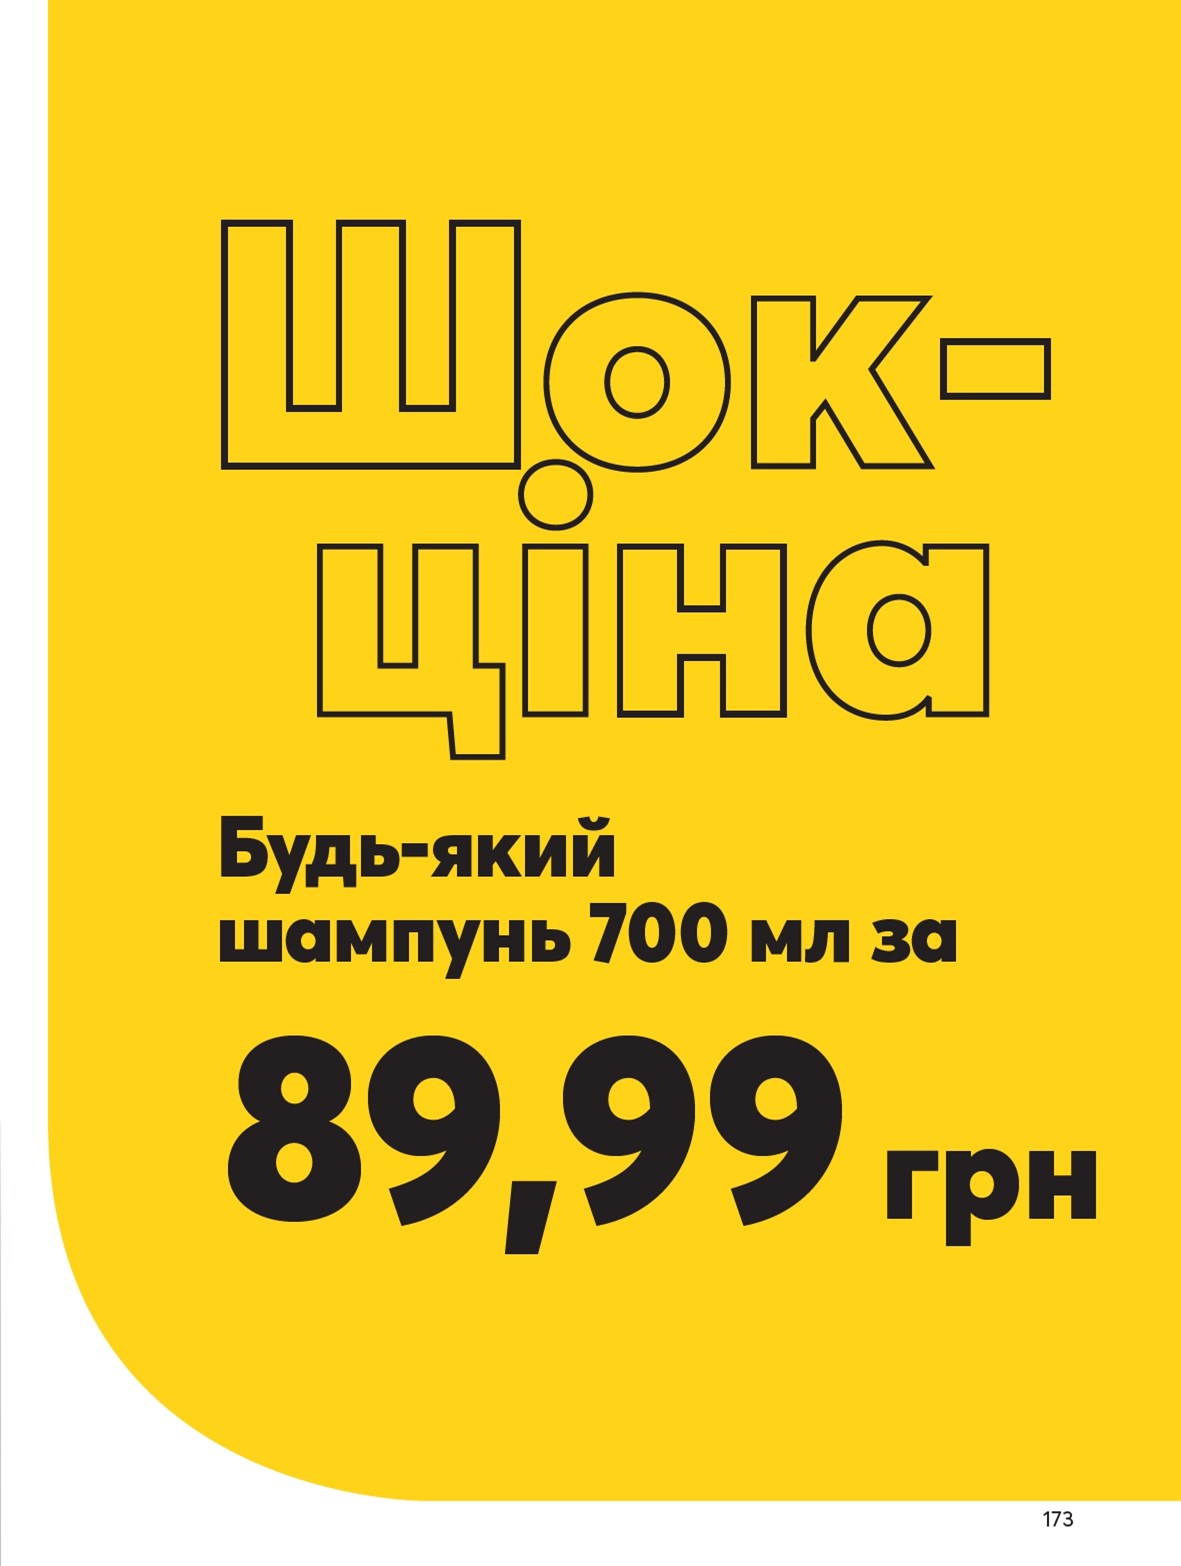 Шок-
ціна
Будь-який
шампунь 700 мл за
89,99 грн
173